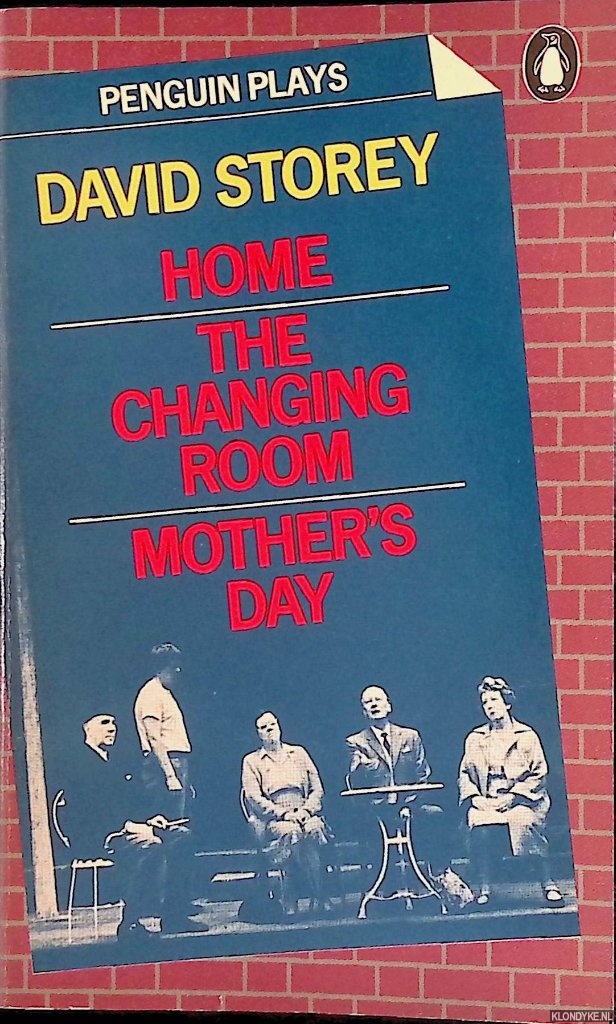 PENGUIN PLAYS
DAVID STOREY
HOME
THE
CHANGING
ROOM
MOTHER'S
DAY
KLONDYKE.NL